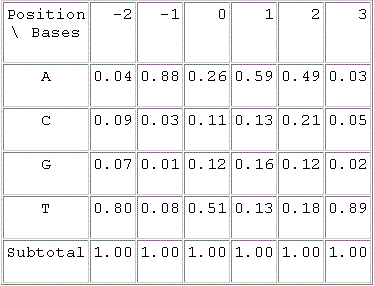 Position -2 -1 0 1 2 3
\ Bases
A 0.04 0.88 0.26 0.59 0.49 0.03
C 0.09 0.03 0.11 0.13 0.21 0.05
G 0.07 0.01 0.12 0.16 0.12 0.02
T 0.80 0.08 0.51 0.13 0.18 0.89
Subtotal 1.00 1.00 1.00 1.00 1.00 1.00